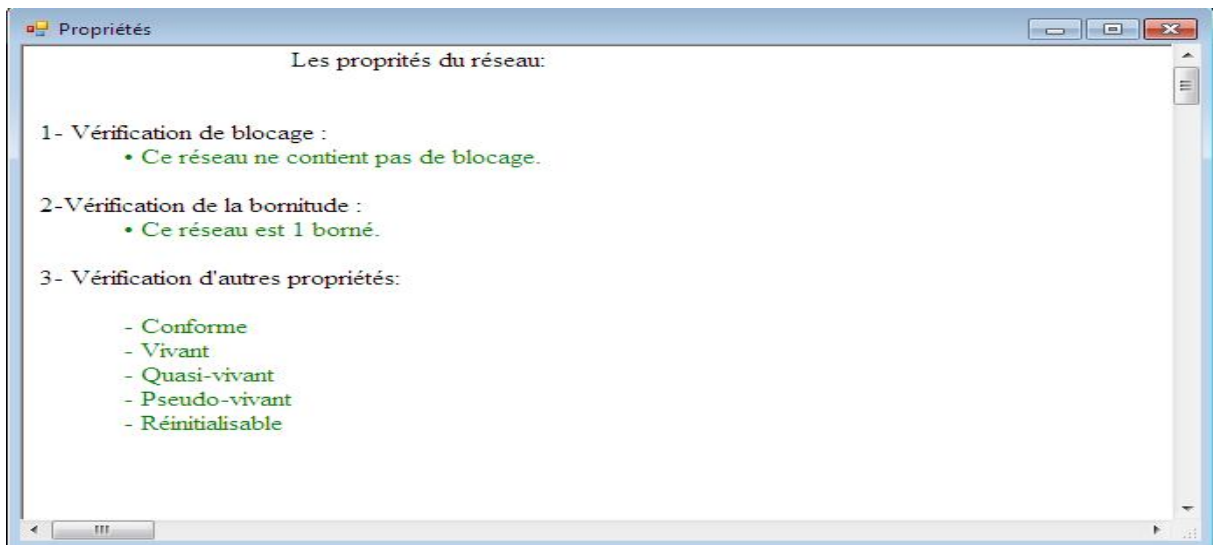 Propriétés
Les proprités du réseau:
1- Vérification de blocage :
• Ce réseau ne contient pas de blocage.
2-Vérification de la bornitude :
• Ce réseau est 1 borné.
3- Vérification d'autres propriétés:
- Conforme
- Vivant
- Quasi-vivant
- Pseudo-vivant
- Réinitialisable